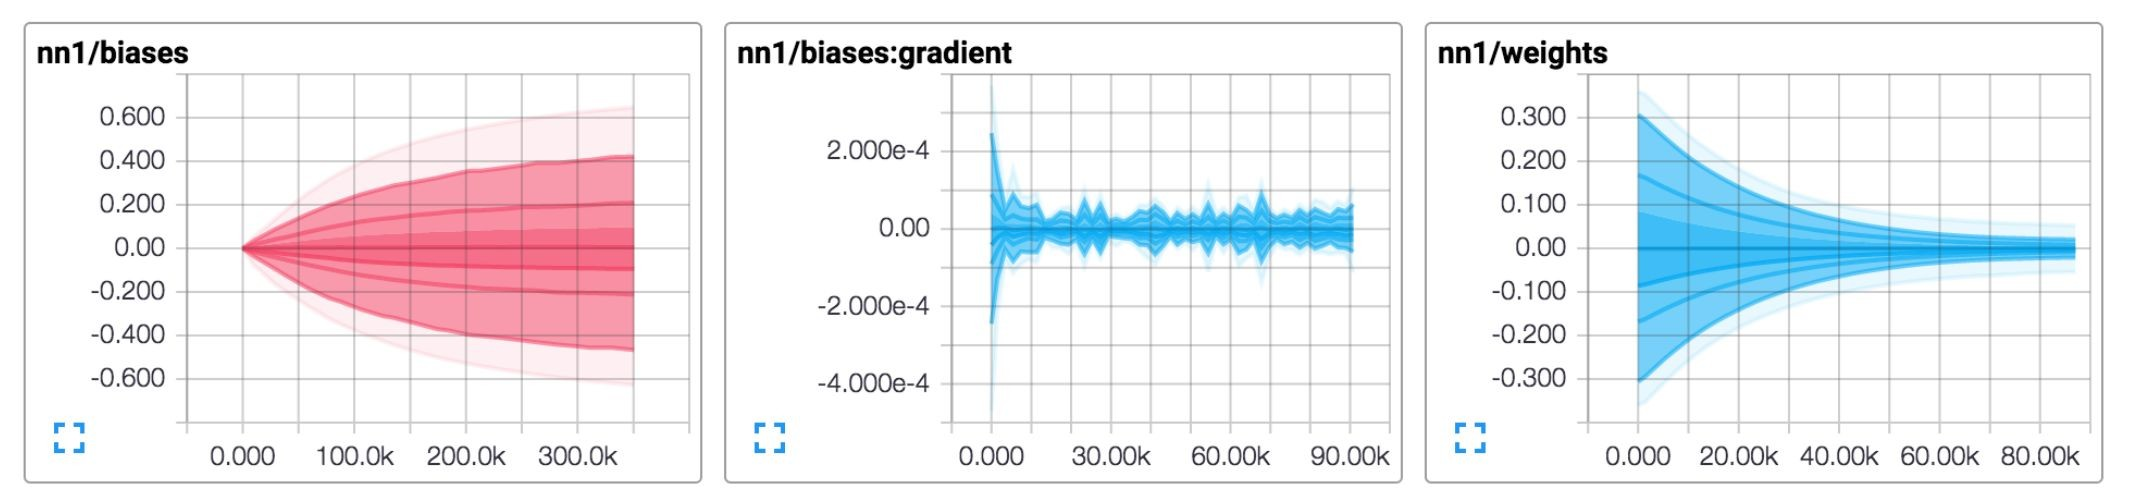 nn1/biases
0.600
0.400
0.200
0.00
-0.200
-0.400
-0.600
0.000 100.0k 200.0k 300.0k
nn1/biases:gradient
2.000e-4
0.00
-2.000e-4
-4.000e-4
0.000 30.00k 60.00k 90.00k
nn1/weights
0.300
0.200
0.100
0.00
-0.100
-0.200
-0.300
0.000 20.00k 40.00k 60.00k 80.00k